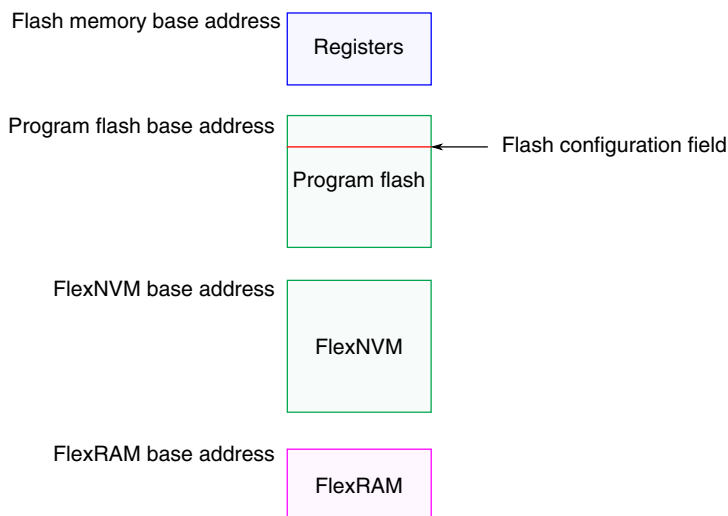 Flash memory base address
Registers
Program flash base address
Flash configuration field
Program flash
FlexNVM base address
FlexNVM
FlexRAM base address
FlexRAM